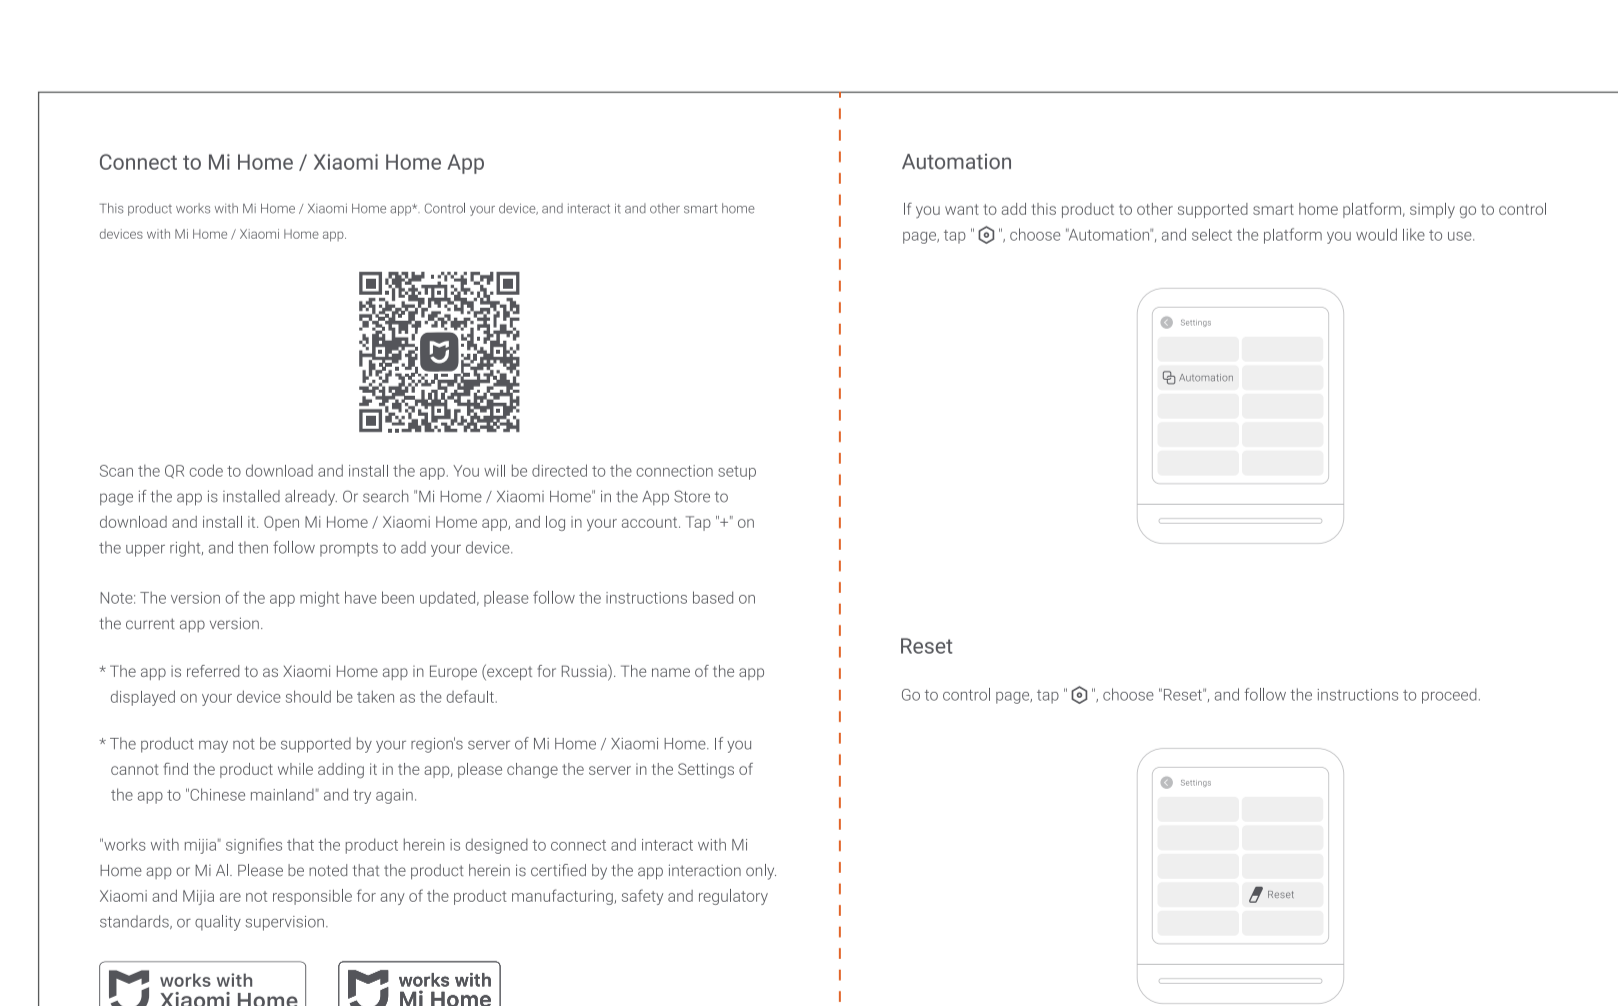 Connect to Mi Home / Xiaomi Home App
This product works with Mi Home / Xiaomi Home app*. Control your device, and interact it and other smart home
devices with Mi Home / Xiaomi Home app.
Scan the QR code to download and install the app. You will be directed to the connection setup
page if the app is installed already. Or search "Mi Home / Xiaomi Home" in the App Store to
download and install it. Open Mi Home / Xiaomi Home app, and log in your account. Tap "+" on
the upper right, and then follow prompts to add your device.
Note: The version of the app might have been updated, please follow the instructions based on
the current app version.
* The app is referred to as Xiaomi Home app in Europe (except for Russia). The name of the app
displayed on your device should be taken as the default.
* The product may not be supported by your region's server of Mi Home / Xiaomi Home. If you
cannot find the product while adding it in the app, please change the server in the Settings of
the app to "Chinese mainland" and try again.
"works with mijia" signifies that the product herein is designed to connect and interact with Mi
Home app or Mi Al. Please be noted that the product herein is certified by the app interaction only.
Xiaomi and Mijia are not responsible for any of the product manufacturing, safety and regulatory
standards, or quality supervision.
works with
Xiaomi Home
works with
Mi Home
Automation
If you want to add this product to other supported smart home platform, simply go to control
page, tap " ", choose "Automation", and select the platform you would like to use.
Settings
Automation
Reset
Go to control page, tap " ", choose "Reset", and follow the instructions to proceed.
Settings
Reset